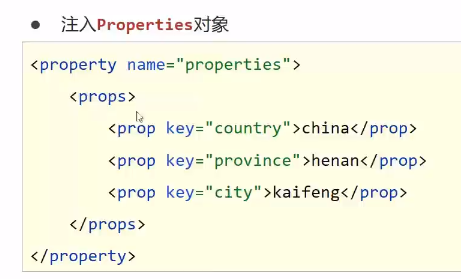 ● 注入Properties对象
<property name="properties">
    <props>
        <prop key="country">china</prop>
        <prop key="province">henan</prop>
        <prop key="city">kaifeng</prop>
    </props>
</property>